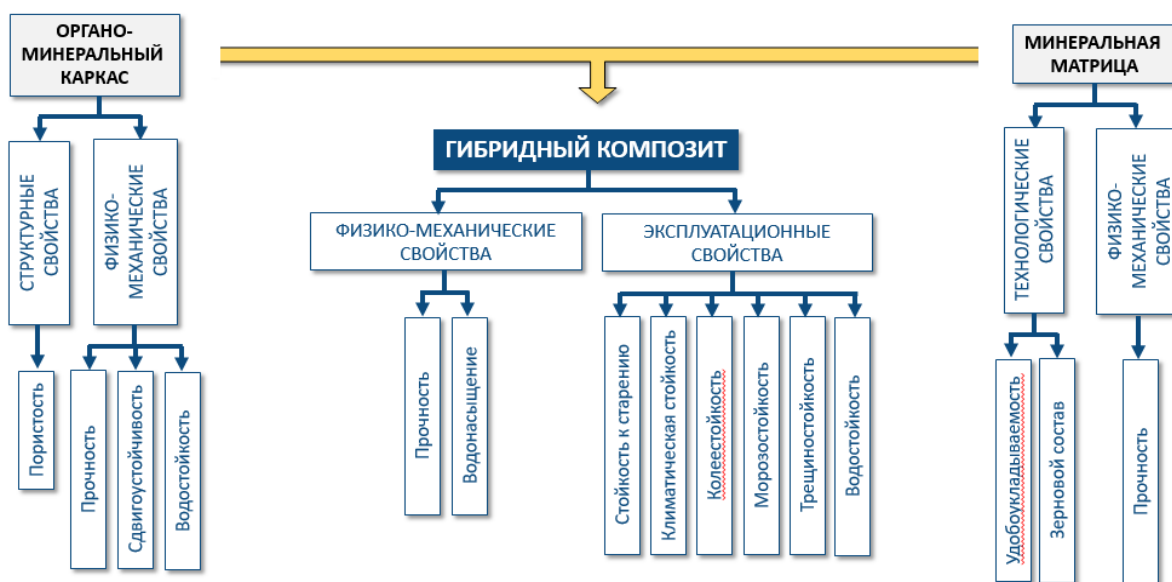 ОРГАНО-
МИНЕРАЛЬНЫЙ
КАРКАС
СТРУКТУРНЫЕ
СВОЙСТВА
ФИЗИКО-
МЕХАНИЧЕСКИЕ
СВОЙСТВА
Пористость
Прочность
Сдвигоустойчивость
Водостойкость
ГИБРИДНЫЙ КОМПОЗИТ
ФИЗИКО-МЕХАНИЧЕСКИЕ
СВОЙСТВА
ЭКСПЛУАТАЦИОННЫЕ
СВОЙСТВА
Прочность
Водонасыщение
Стойкость к старению
Климатическая стойкость
Колеестойкость
Морозостойкость
Трещиностойкость
Водостойкость
МИНЕРАЛЬНАЯ
МАТРИЦА
ТЕХНОЛОГИЧЕСКИЕ
СВОЙСТВА
ФИЗИКО-
МЕХАНИЧЕСКИЕ
СВОЙСТВА
Удобоукладываемость
Зерновой состав
Прочность